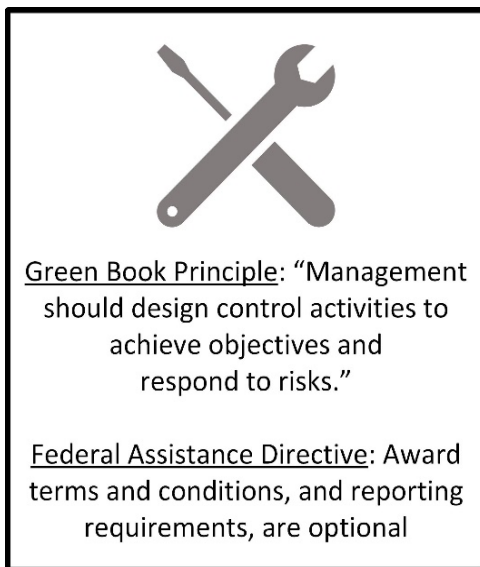 Green Book Principle: “Management
should design control activities to
achieve objectives and
respond to risks.”
Federal Assistance Directive: Award
terms and conditions, and reporting
requirements, are optional